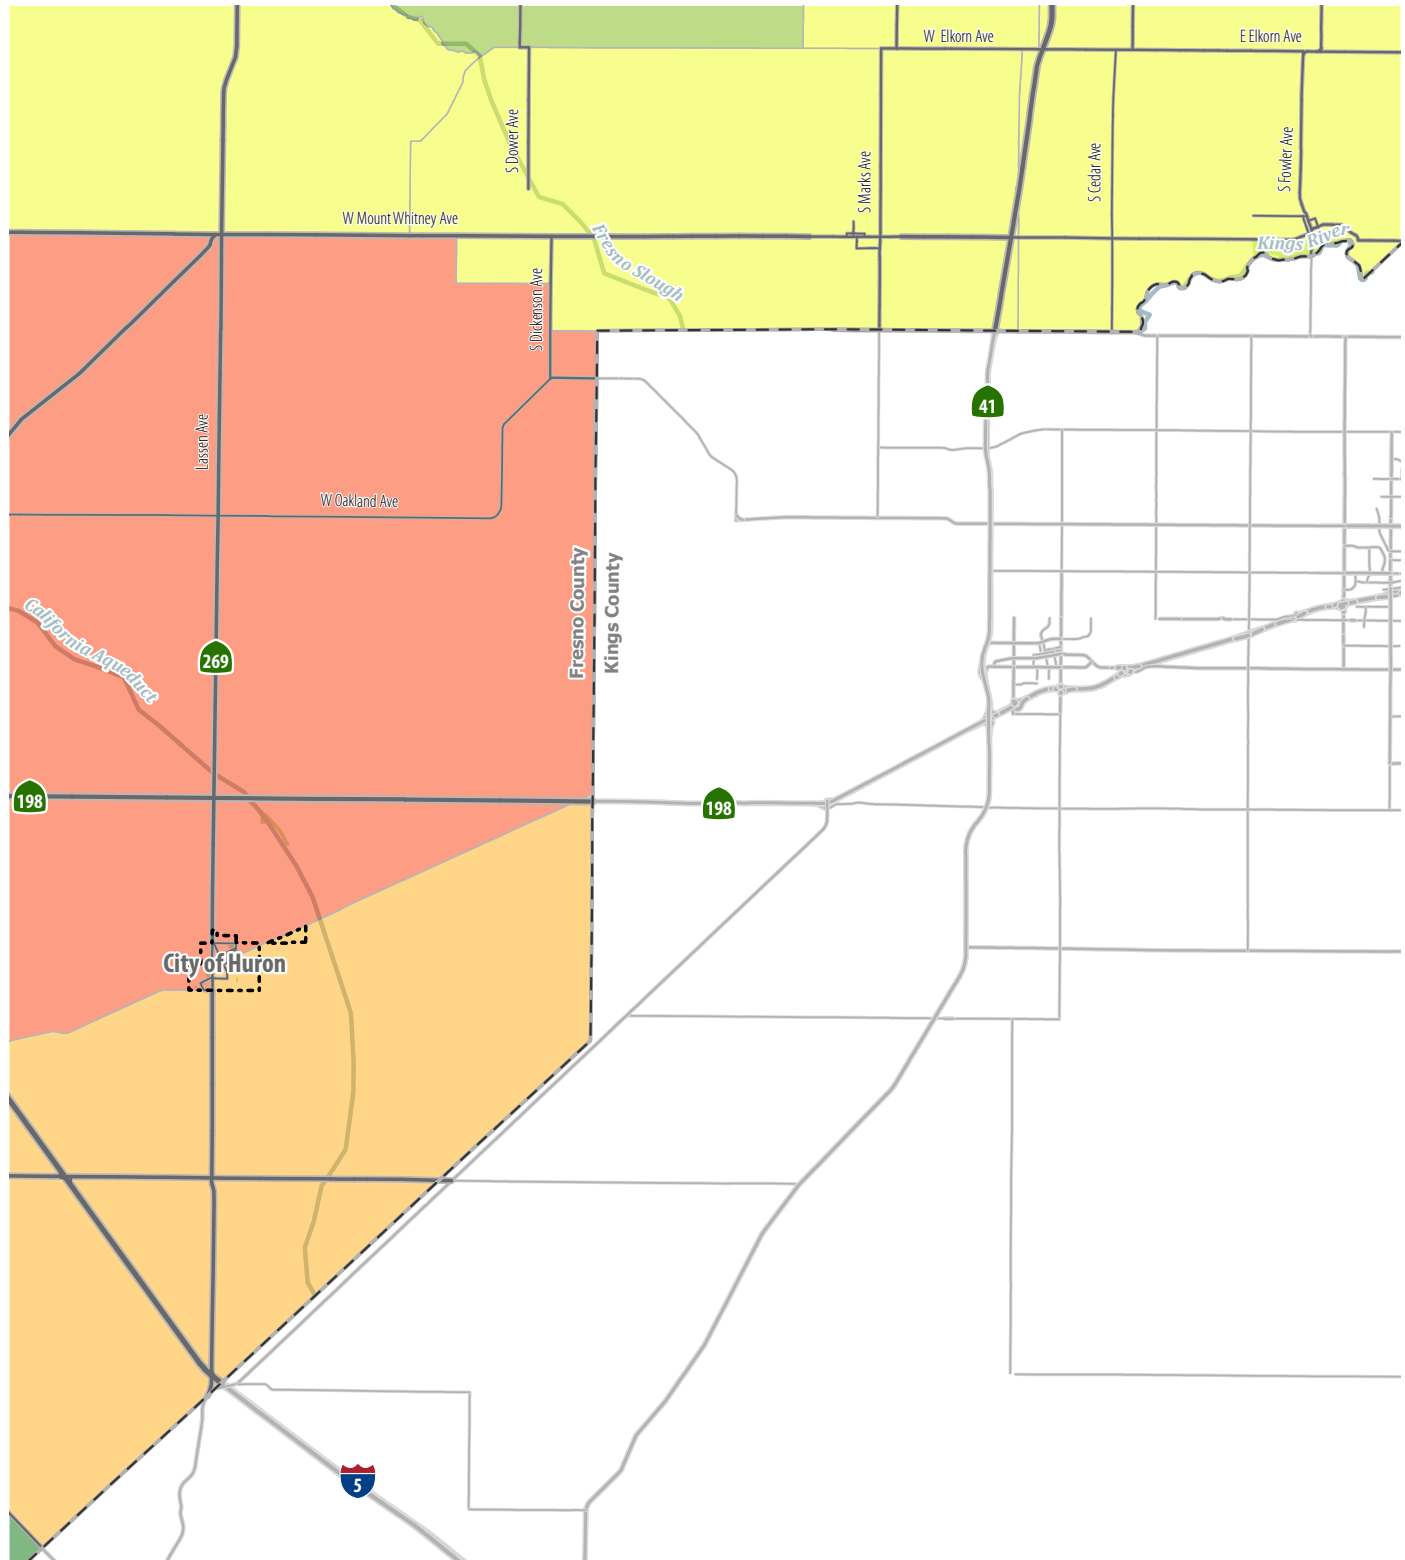 W Elkorn Ave
E Elkorn Ave
S Dower Ave
S Marks Ave
S Cedar Ave
S Fowler Ave
W Mount Whitney Ave
Fresno Slough
Kings River
S Dickenson Ave
41
Lassen Ave
W Oakland Ave
Fresno County
Kings County
California Aqueduct
269
198
198
City of Huron
5